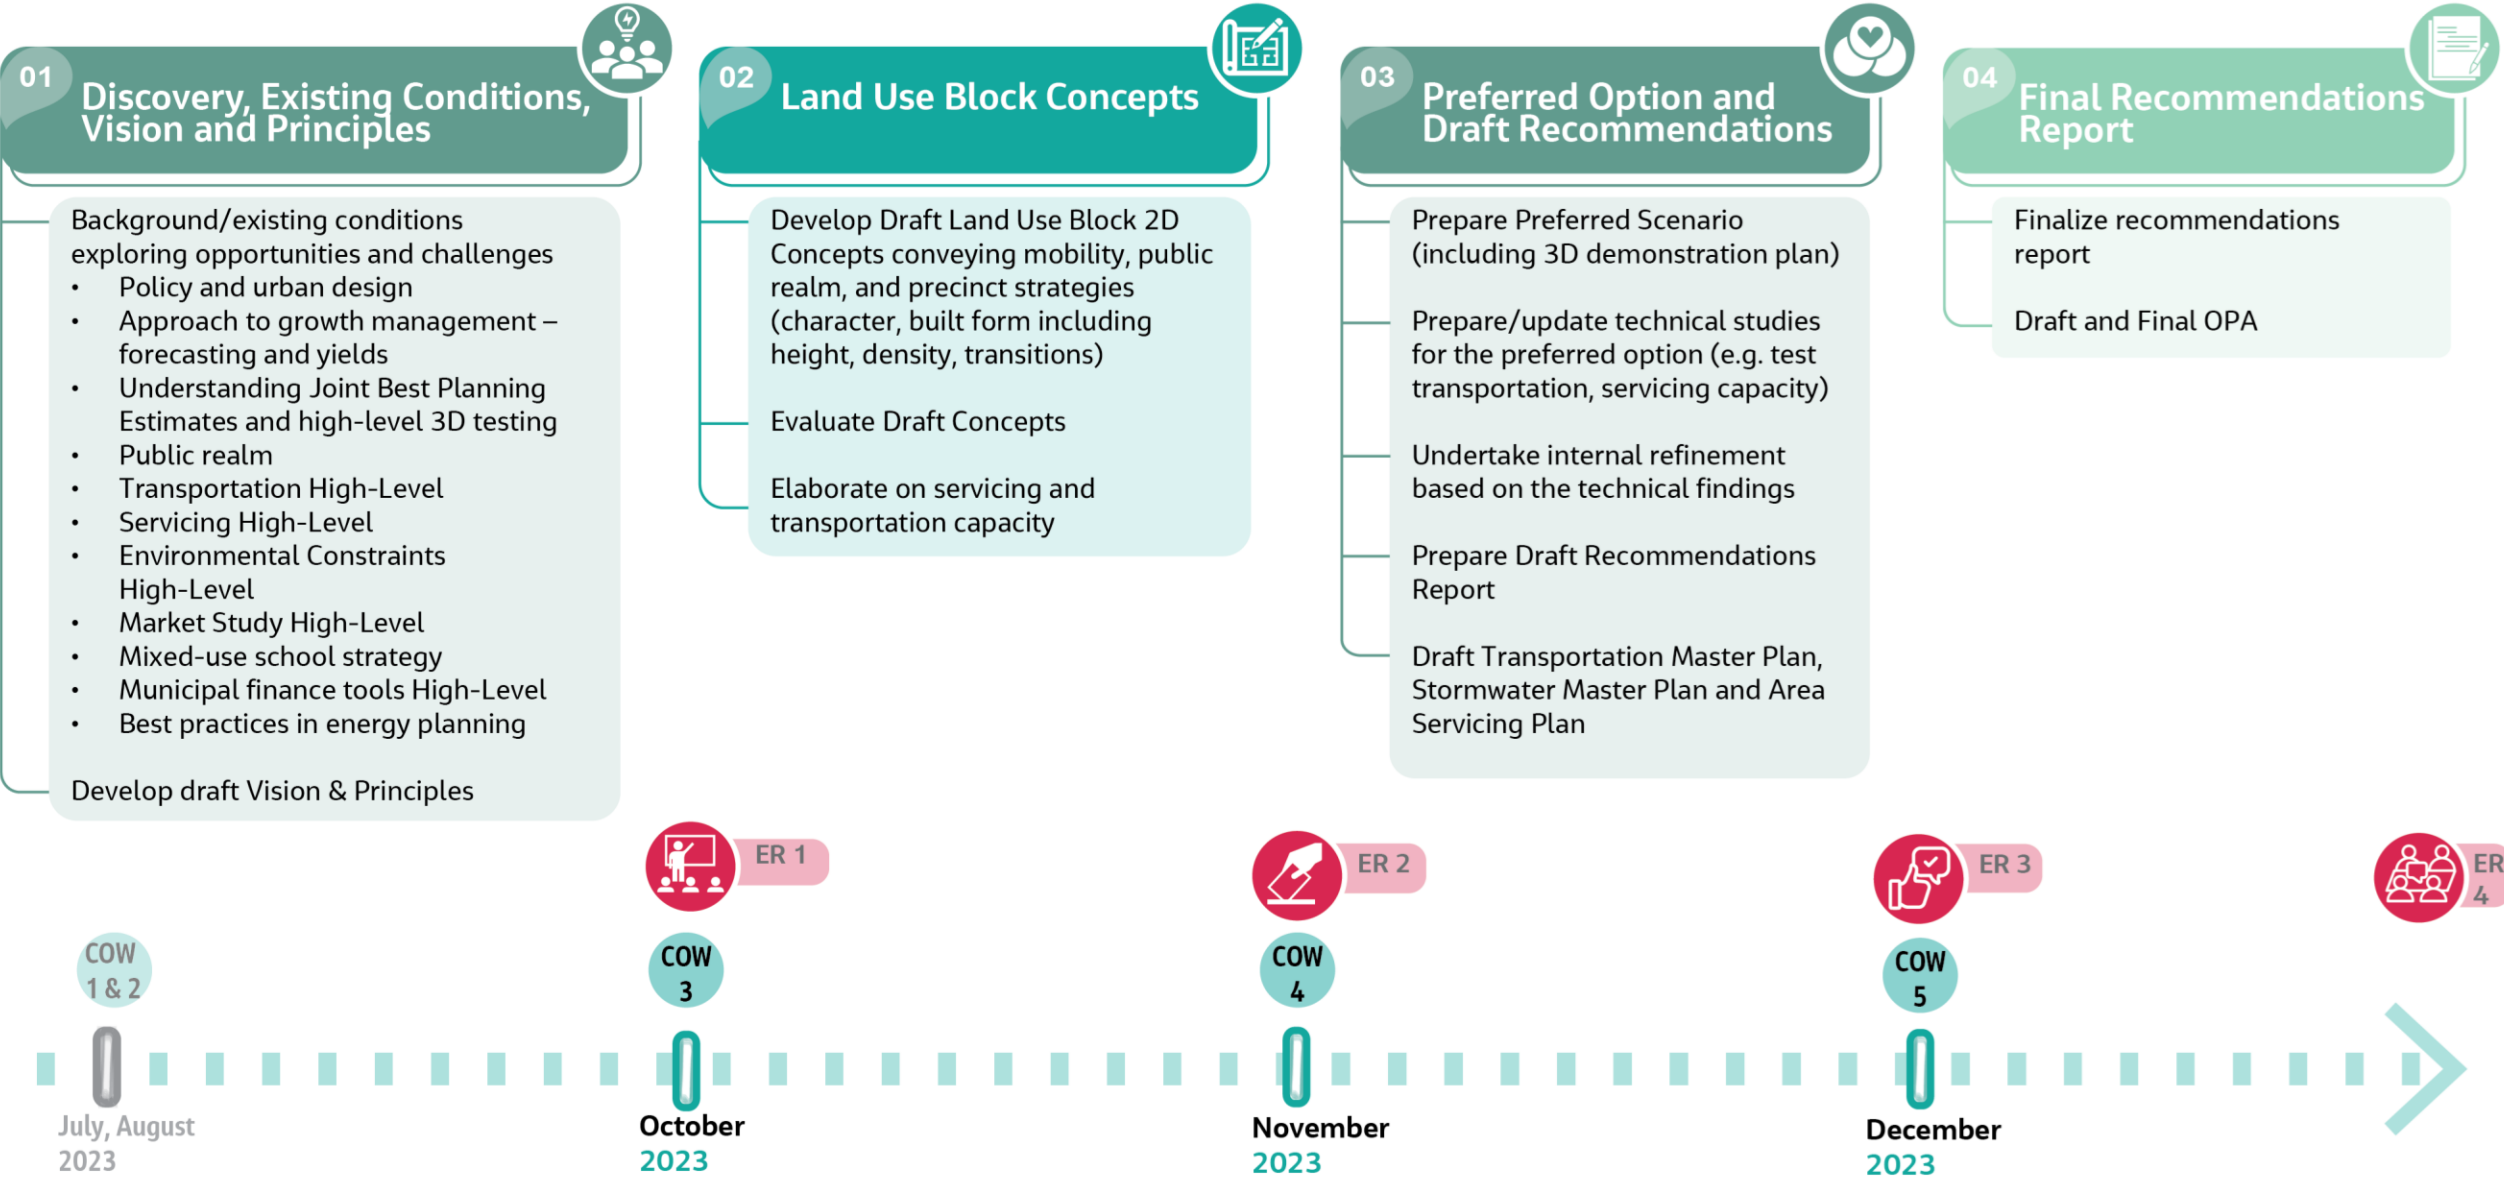 01
Discovery, Existing Conditions,
Vision and Principles
Background/existing conditions
exploring opportunities and challenges
• Policy and urban design
• Approach to growth management –
forecasting and yields
• Understanding Joint Best Planning
Estimates and high-level 3D testing
• Public realm
• Transportation High-Level
• Servicing High-Level
• Environmental Constraints
High-Level
• Market Study High-Level
• Mixed-use school strategy
• Municipal finance tools High-Level
• Best practices in energy planning
Develop draft Vision & Principles
02
Land Use Block Concepts
Develop Draft Land Use Block 2D
Concepts conveying mobility, public
realm, and precinct strategies
(character, built form including
height, density, transitions)
Evaluate Draft Concepts
Elaborate on servicing and
transportation capacity
03
Preferred Option and
Draft Recommendations
Prepare Preferred Scenario
(including 3D demonstration plan)
Prepare/update technical studies
for the preferred option (e.g. test
transportation, servicing capacity)
Undertake internal refinement
based on the technical findings
Prepare Draft Recommendations
Report
Draft Transportation Master Plan,
Stormwater Master Plan and Area
Servicing Plan
04
Final Recommendations
Report
Finalize recommendations
report
Draft and Final OPA
ER 1
ER 2
ER 3
ER
4
COW
1 & 2
COW
3
COW
4
COW
5
July, August
2023
October
2023
November
2023
December
2023